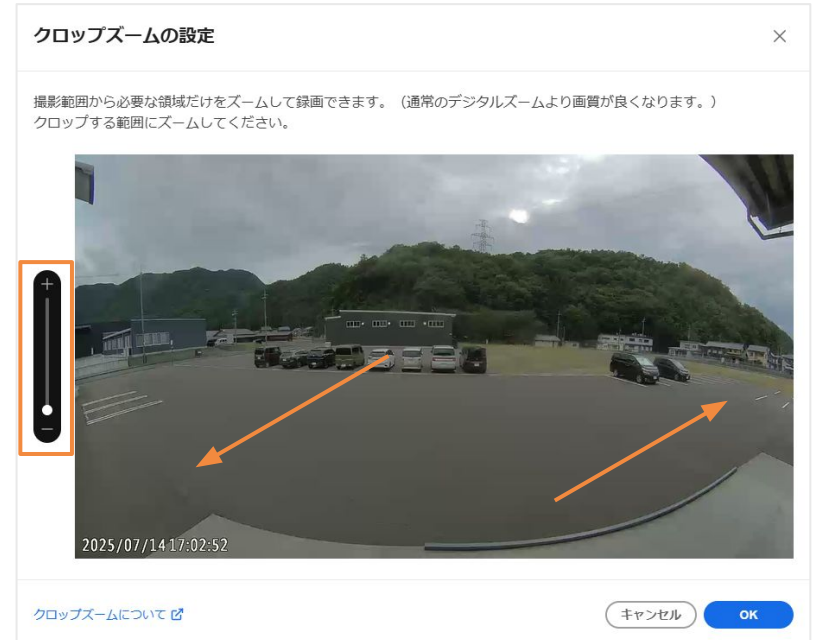 クロップズームの設定
撮影範囲から必要な領域だけをズームして録画できます。（通常のデジタルズームより画質が良くなります。）
クロップする範囲にズームしてください。
2025/07/14 17:02:52
クロップズームについて
キャンセル
OK